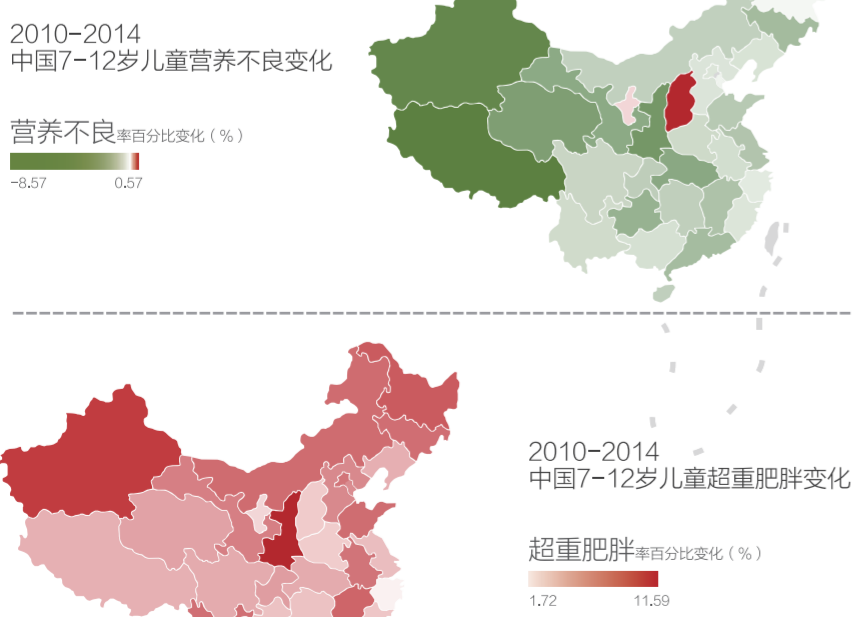 2010-2014
中国7-12岁儿童营养不良变化
营养不良率百分比变化（%）
-8.57 0.57
2010-2014
中国7-12岁儿童超重肥胖变化
超重肥胖率百分比变化（%）
1.72 11.59